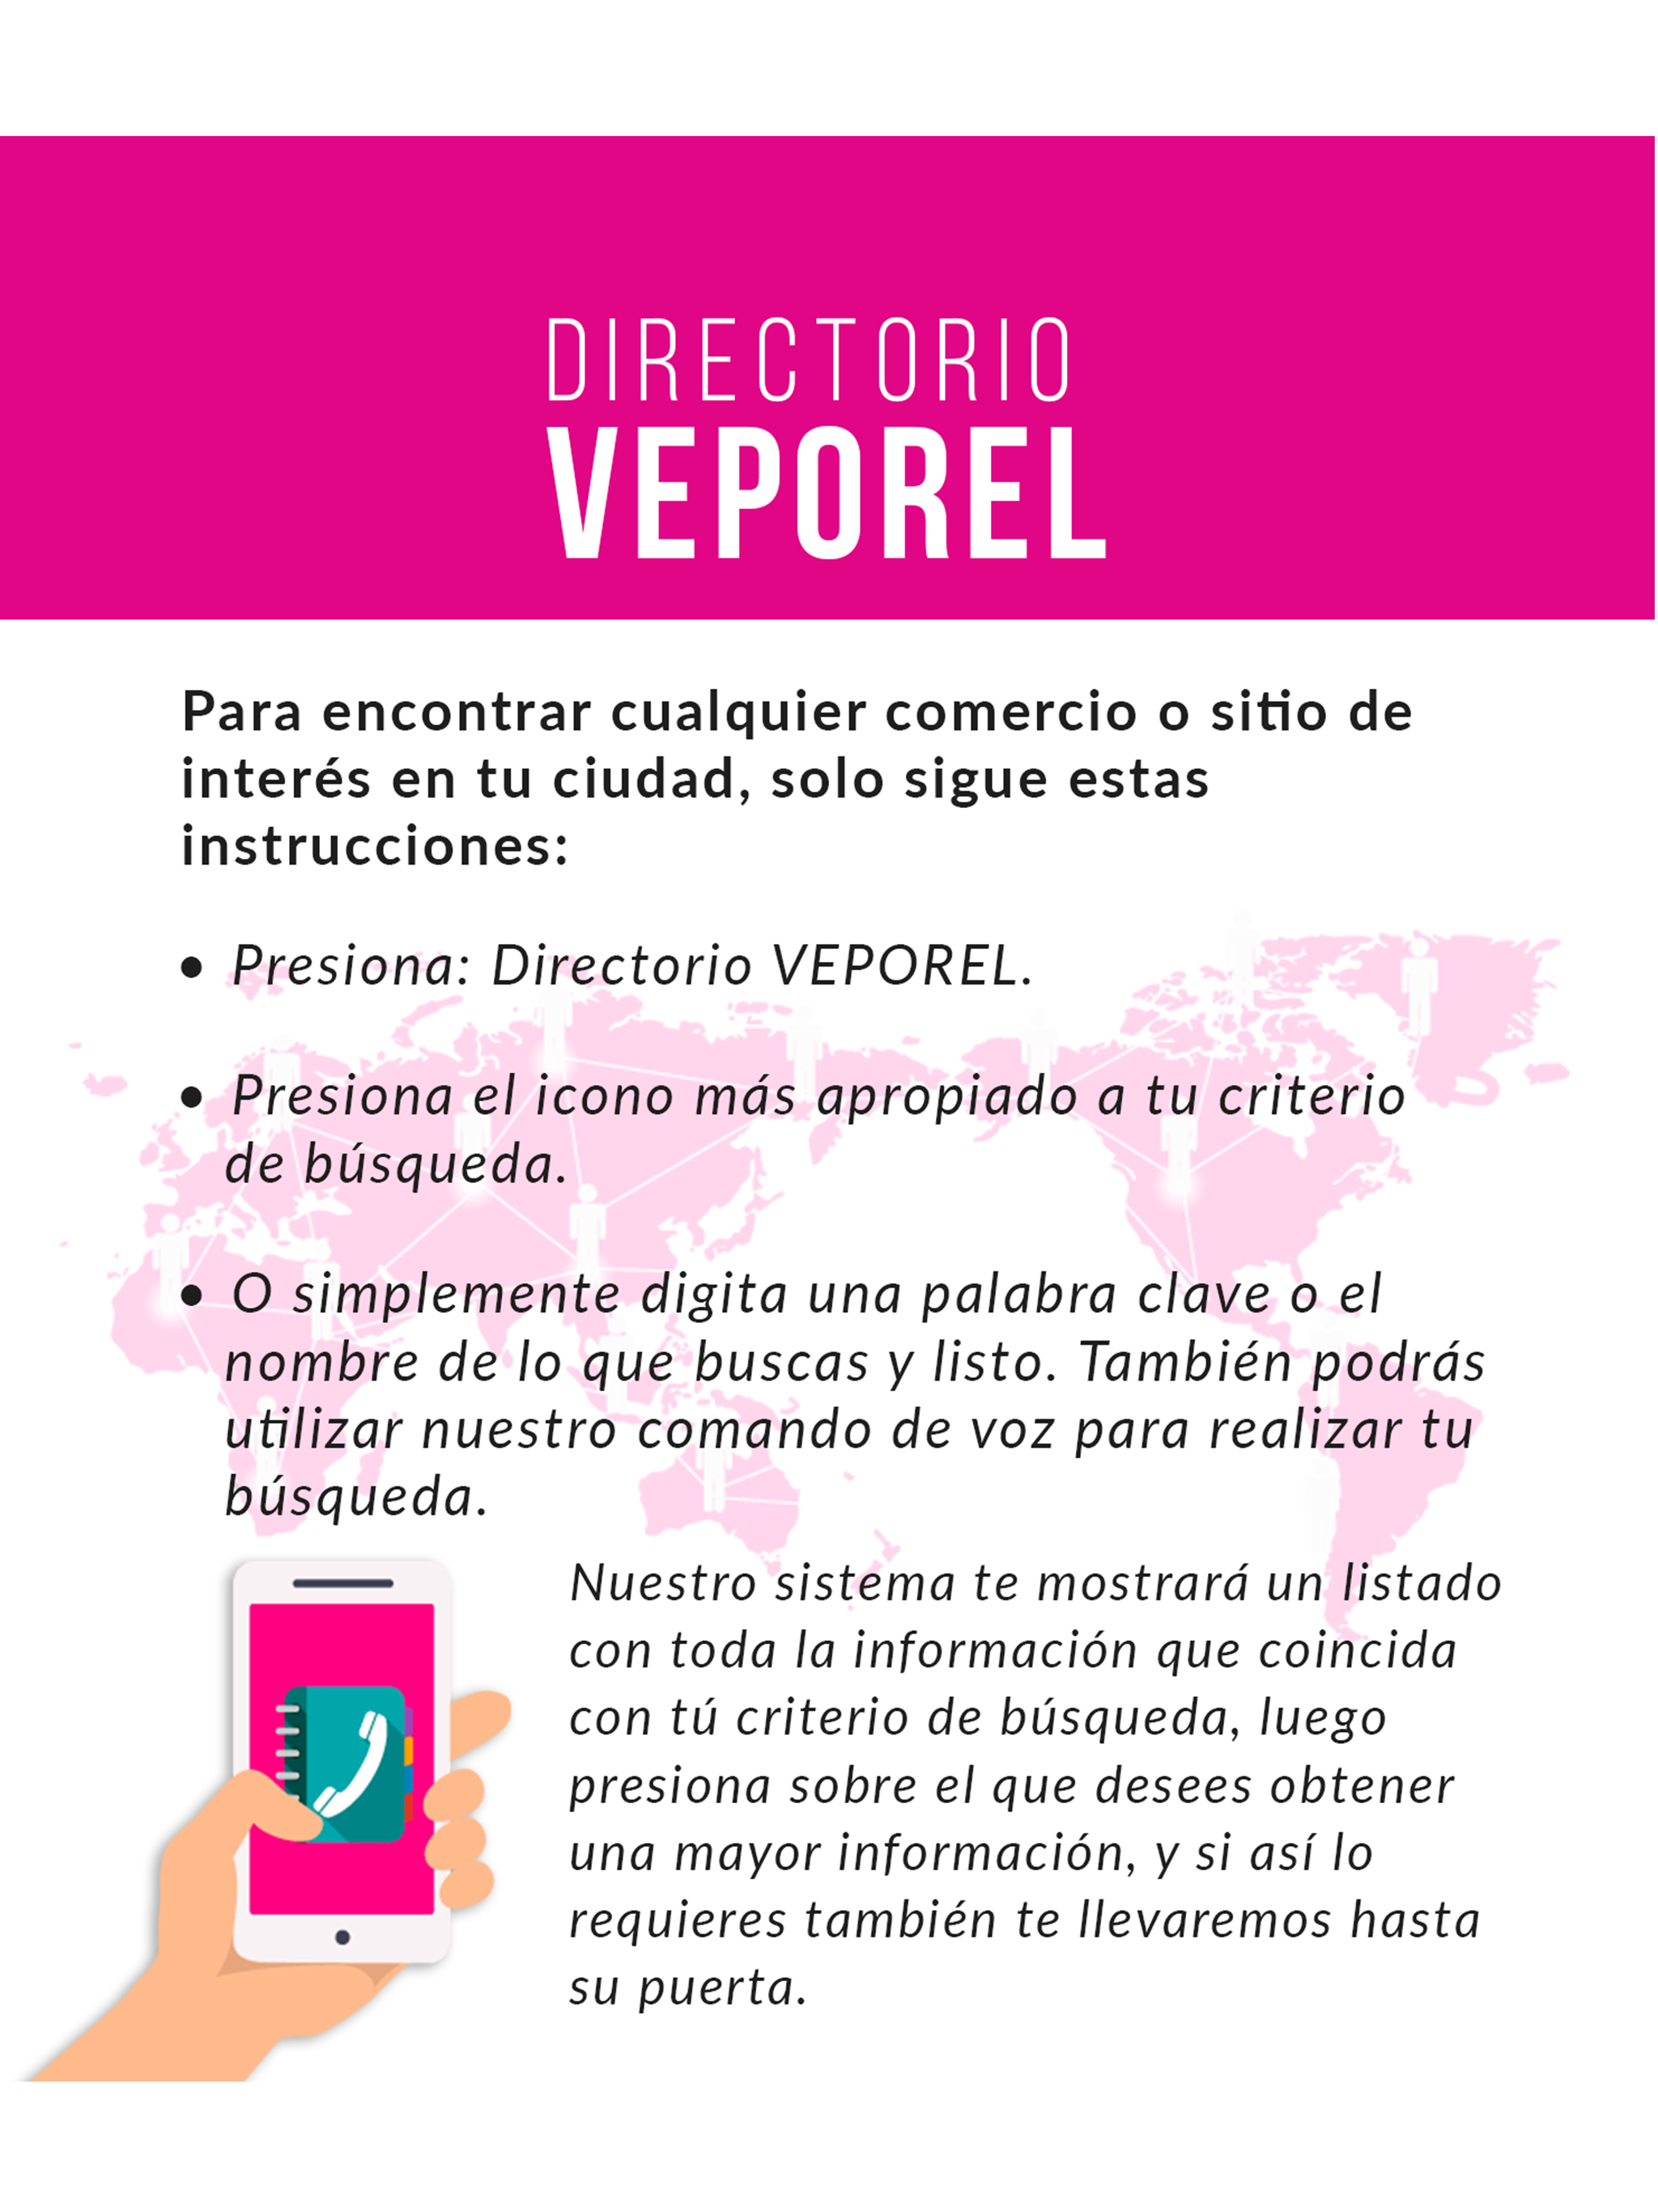 DIRECTORIO
VEPOREL
Para encontrar cualquier comercio o sitio de
interés en tu ciudad, solo sigue estas
instrucciones:
• Presiona: Directorio VEPOREL.
• Presiona el icono más apropiado a tu criterio
de búsqueda.
• O simplemente digita una palabra clave o el
nombre de lo que buscas y listo. También podrás
utilizar nuestro comando de voz para realizar tu
búsqueda.
Nuestro sistema te mostrará un listado
con toda la información que coincida
con tú criterio de búsqueda, luego
presiona sobre el que desees obtener
una mayor información, y si así lo
requieres también te llevaremos hasta
su puerta.